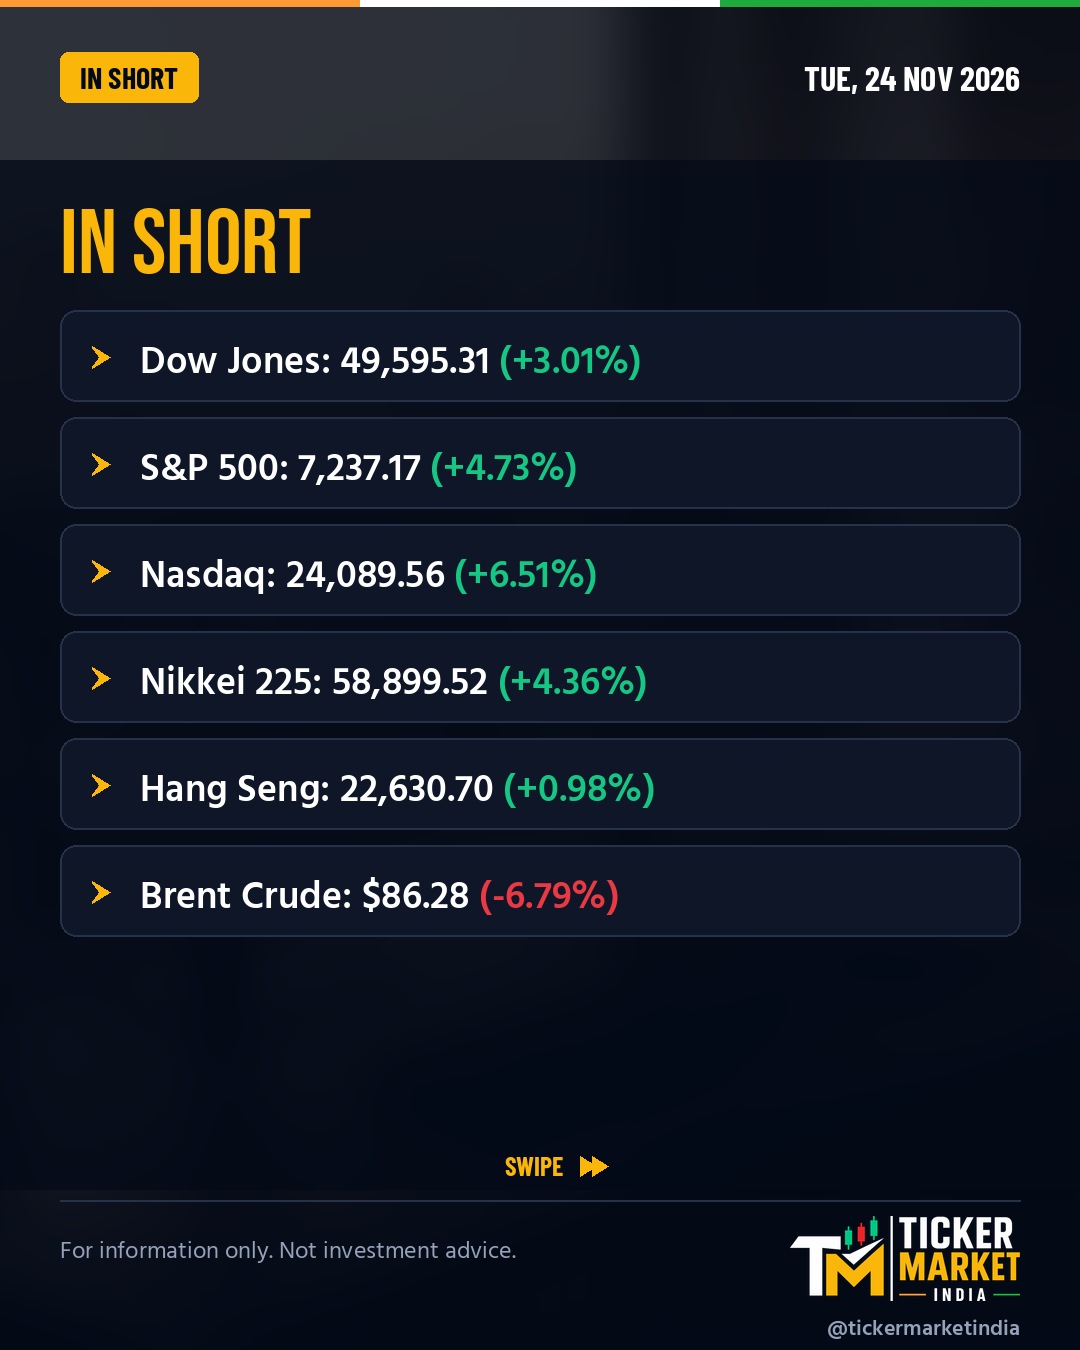 IN SHORT
TUE, 24 NOV 2026
IN SHORT
Dow Jones: 49,595.31 (+3.01%)
S&P 500: 7,237.17 (+4.73%)
Nasdaq: 24,089.56 (+6.51%)
Nikkei 225: 58,899.52 (+4.36%)
Hang Seng: 22,630.70 (+0.98%)
Brent Crude: $86.28 (-6.79%)
SWIPE
For information only. Not investment advice.
TM
TICKER
MARKET
INDIA
@tickermarketindia